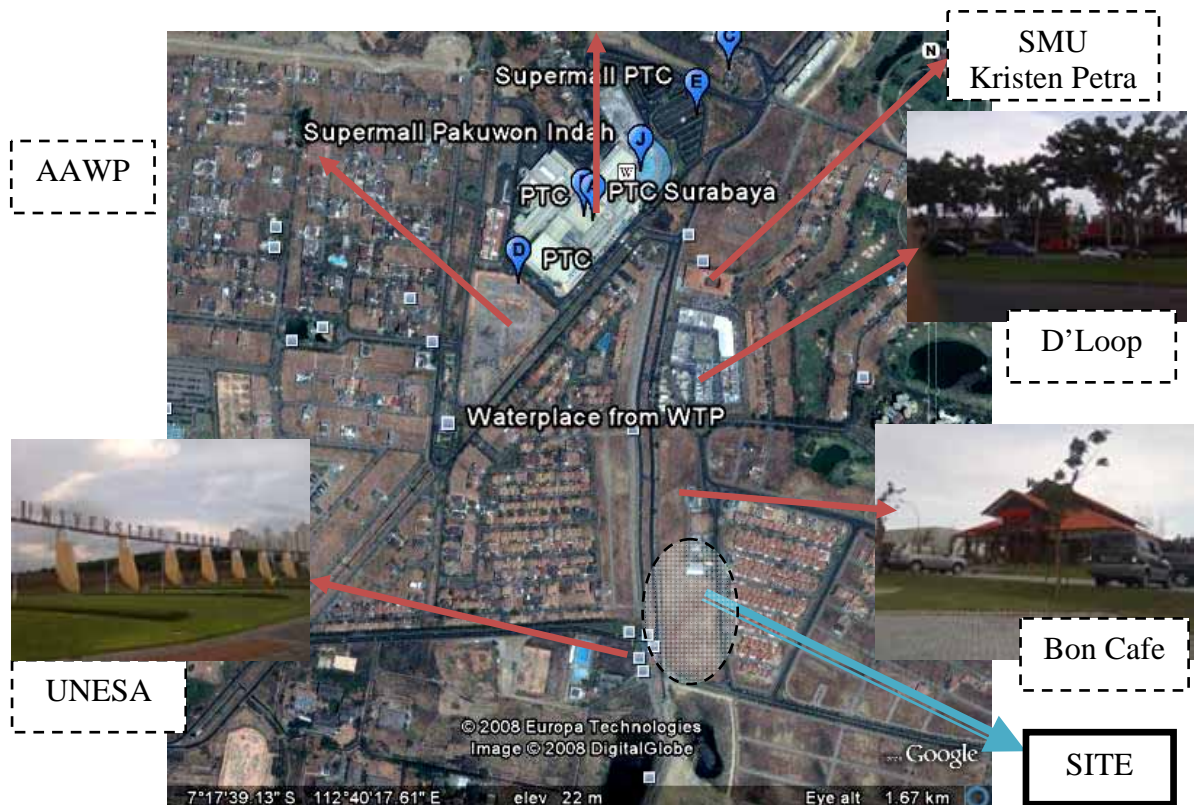 SMU
Kristen Petra
C
N
Supermall PTC
E
Supermall Pakuwon Indah
J
W
AAWP
PTC
PTC Surabaya
D
PTC
D'Loop
Waterplace from WTP
UNIVERSITAS
L
Bon Cafe
UNESA
© 2008 Europa Technologies
Image © 2008 DigitalGlobe
Google
SITE
7°17'39.13" S 112°40'17.61" E elev 22 m Eye alt 1.67 km